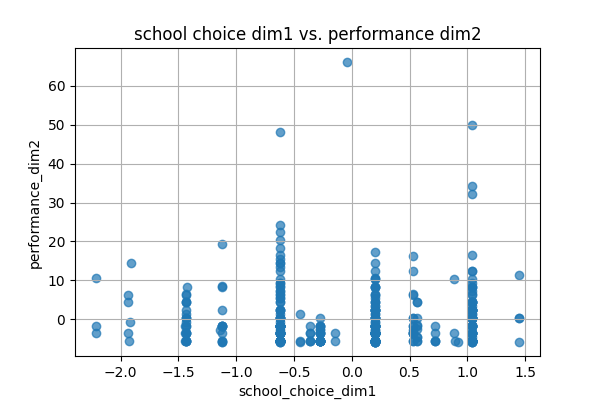 school choice dim1 vs. performance dim2
performance_dim2
60
50
40
30
20
10
0
−2.0 −1.5 −1.0 −0.5 0.0 0.5 1.0 1.5
school_choice_dim1